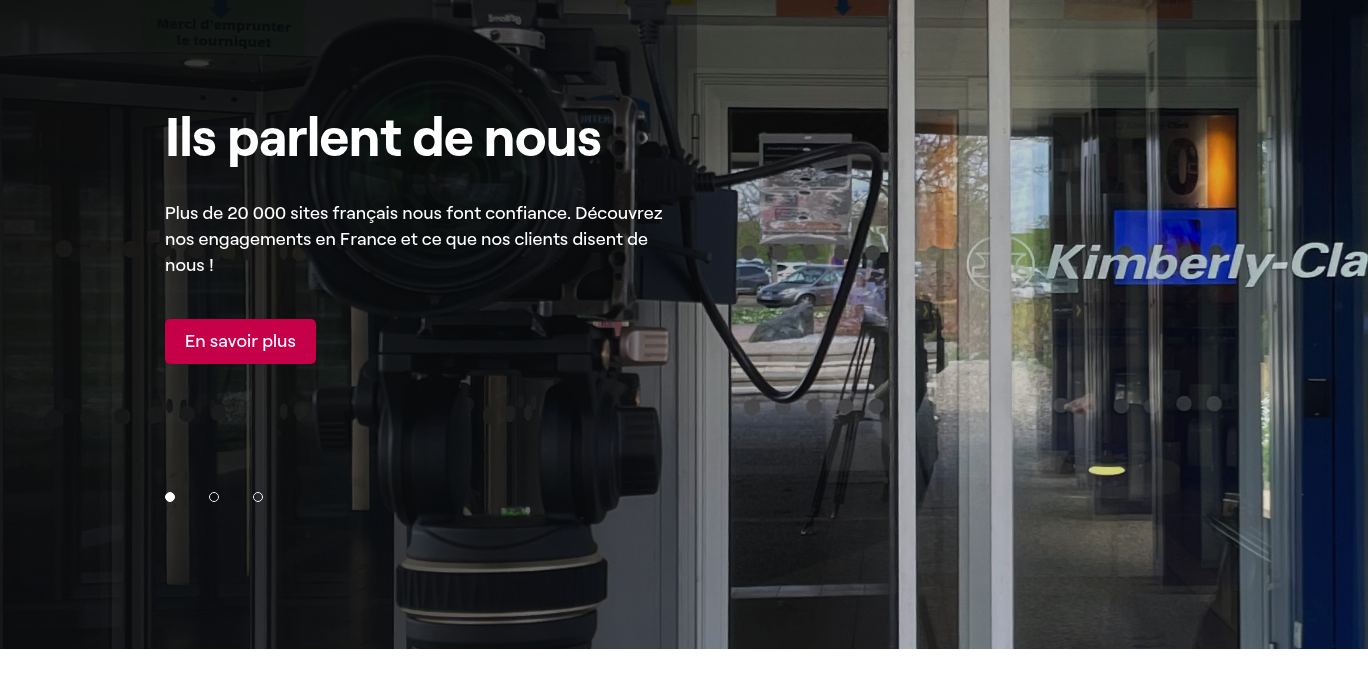 Merci d'emprunter
le tourniquet
SmallRig
Ils parlent de nous
Plus de 20 000 sites français nous font confiance. Découvrez
nos engagements en France et ce que nos clients disent de
nous !
Kimberly-Cla
En savoir plus